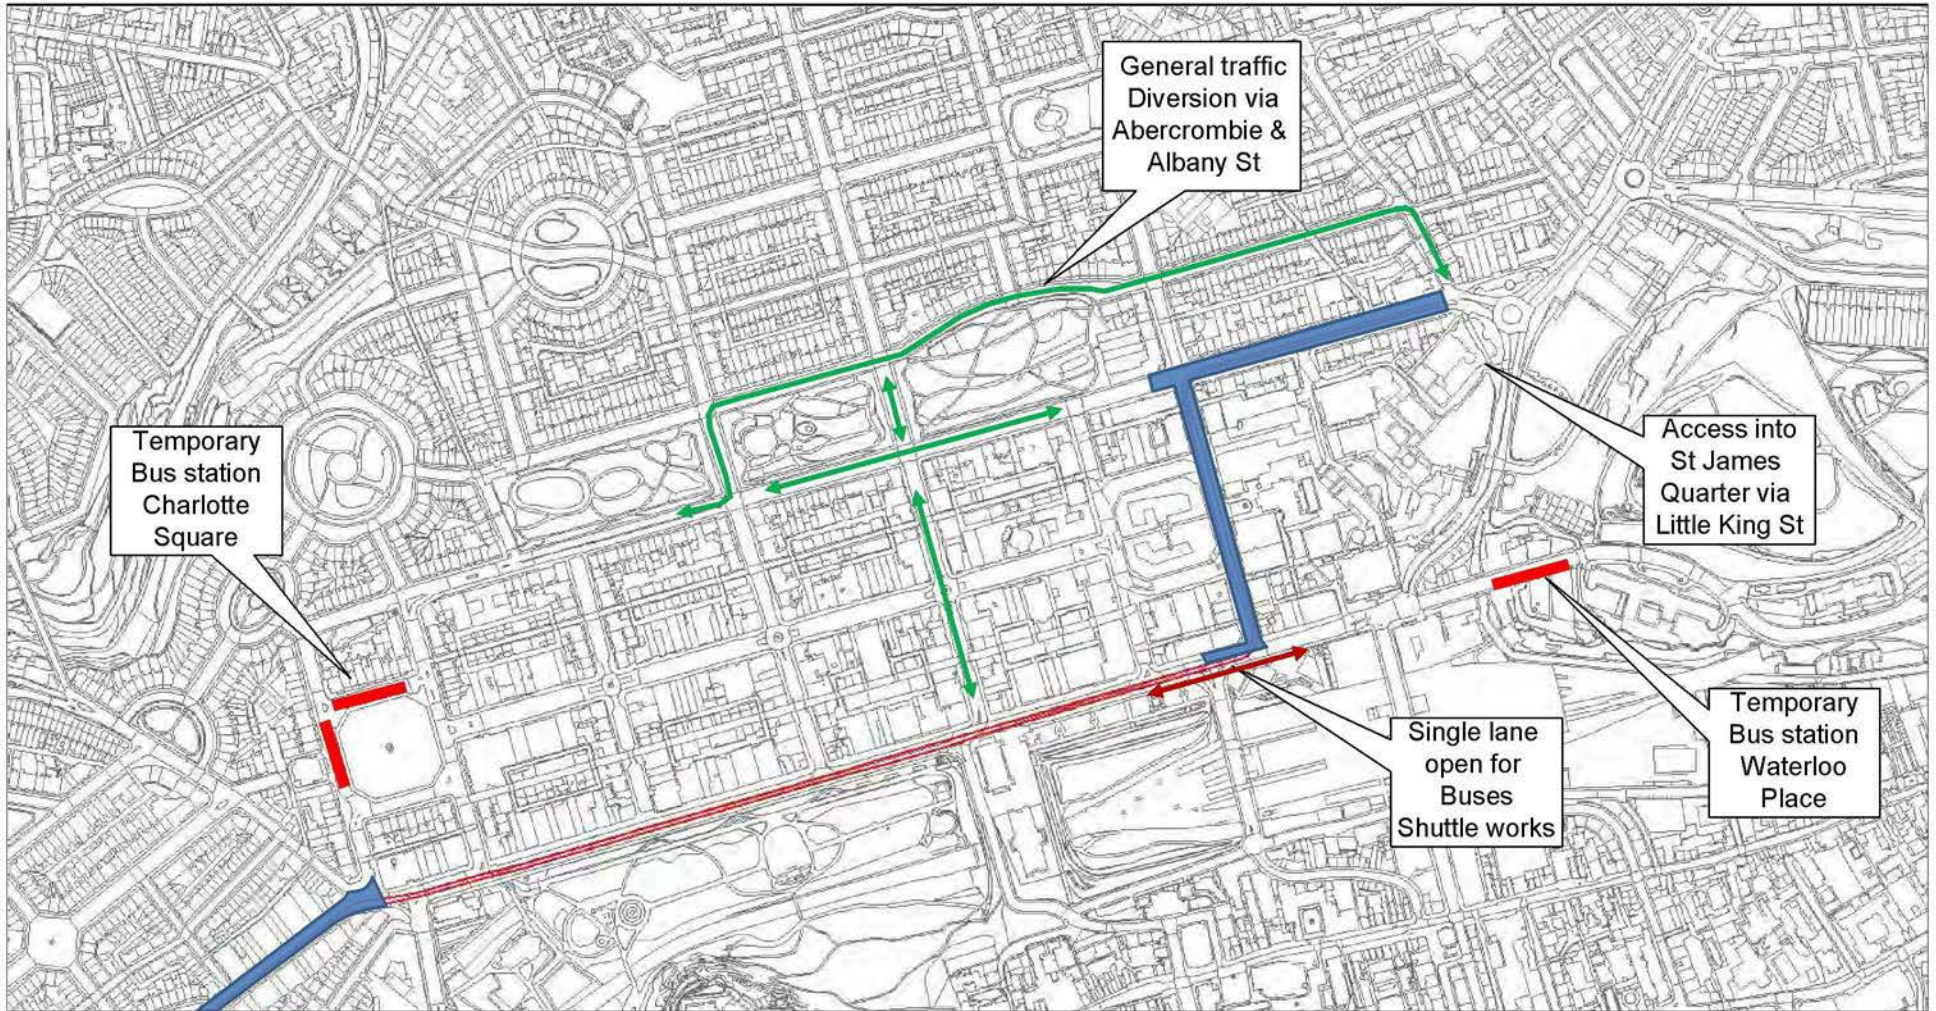 General traffic
Diversion via
Abercrombie &
Albany St
Temporary
Bus station
Charlotte
Square
Access into
St James
Quarter via
Little King St
Single lane
open for
Buses
Shuttle works
Temporary
Bus station
Waterloo
Place